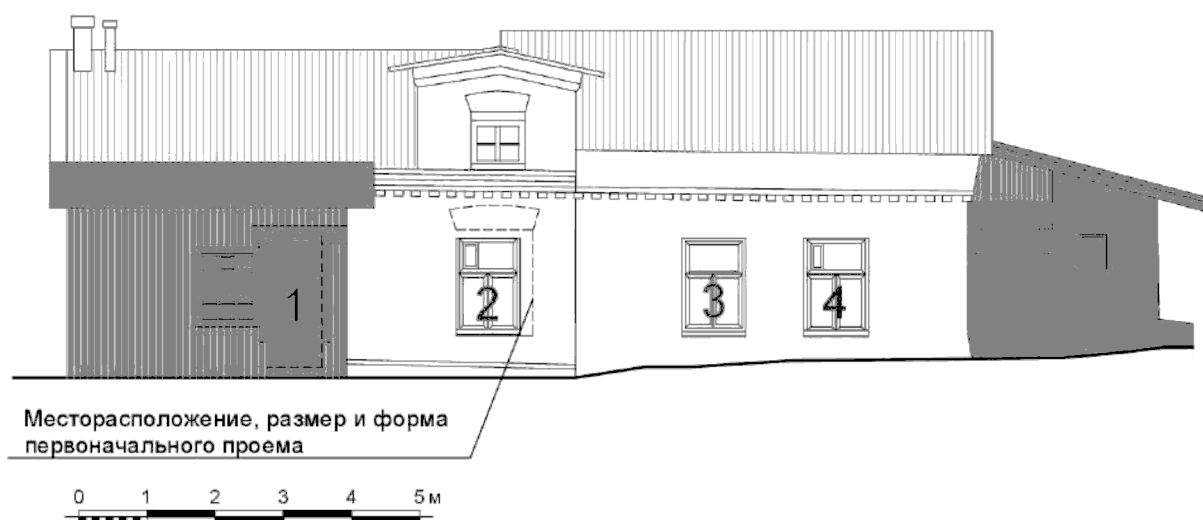 1 2 3 4
Месторасположение, размер и форма
первоначального проема
0 1 2 3 4 5 м